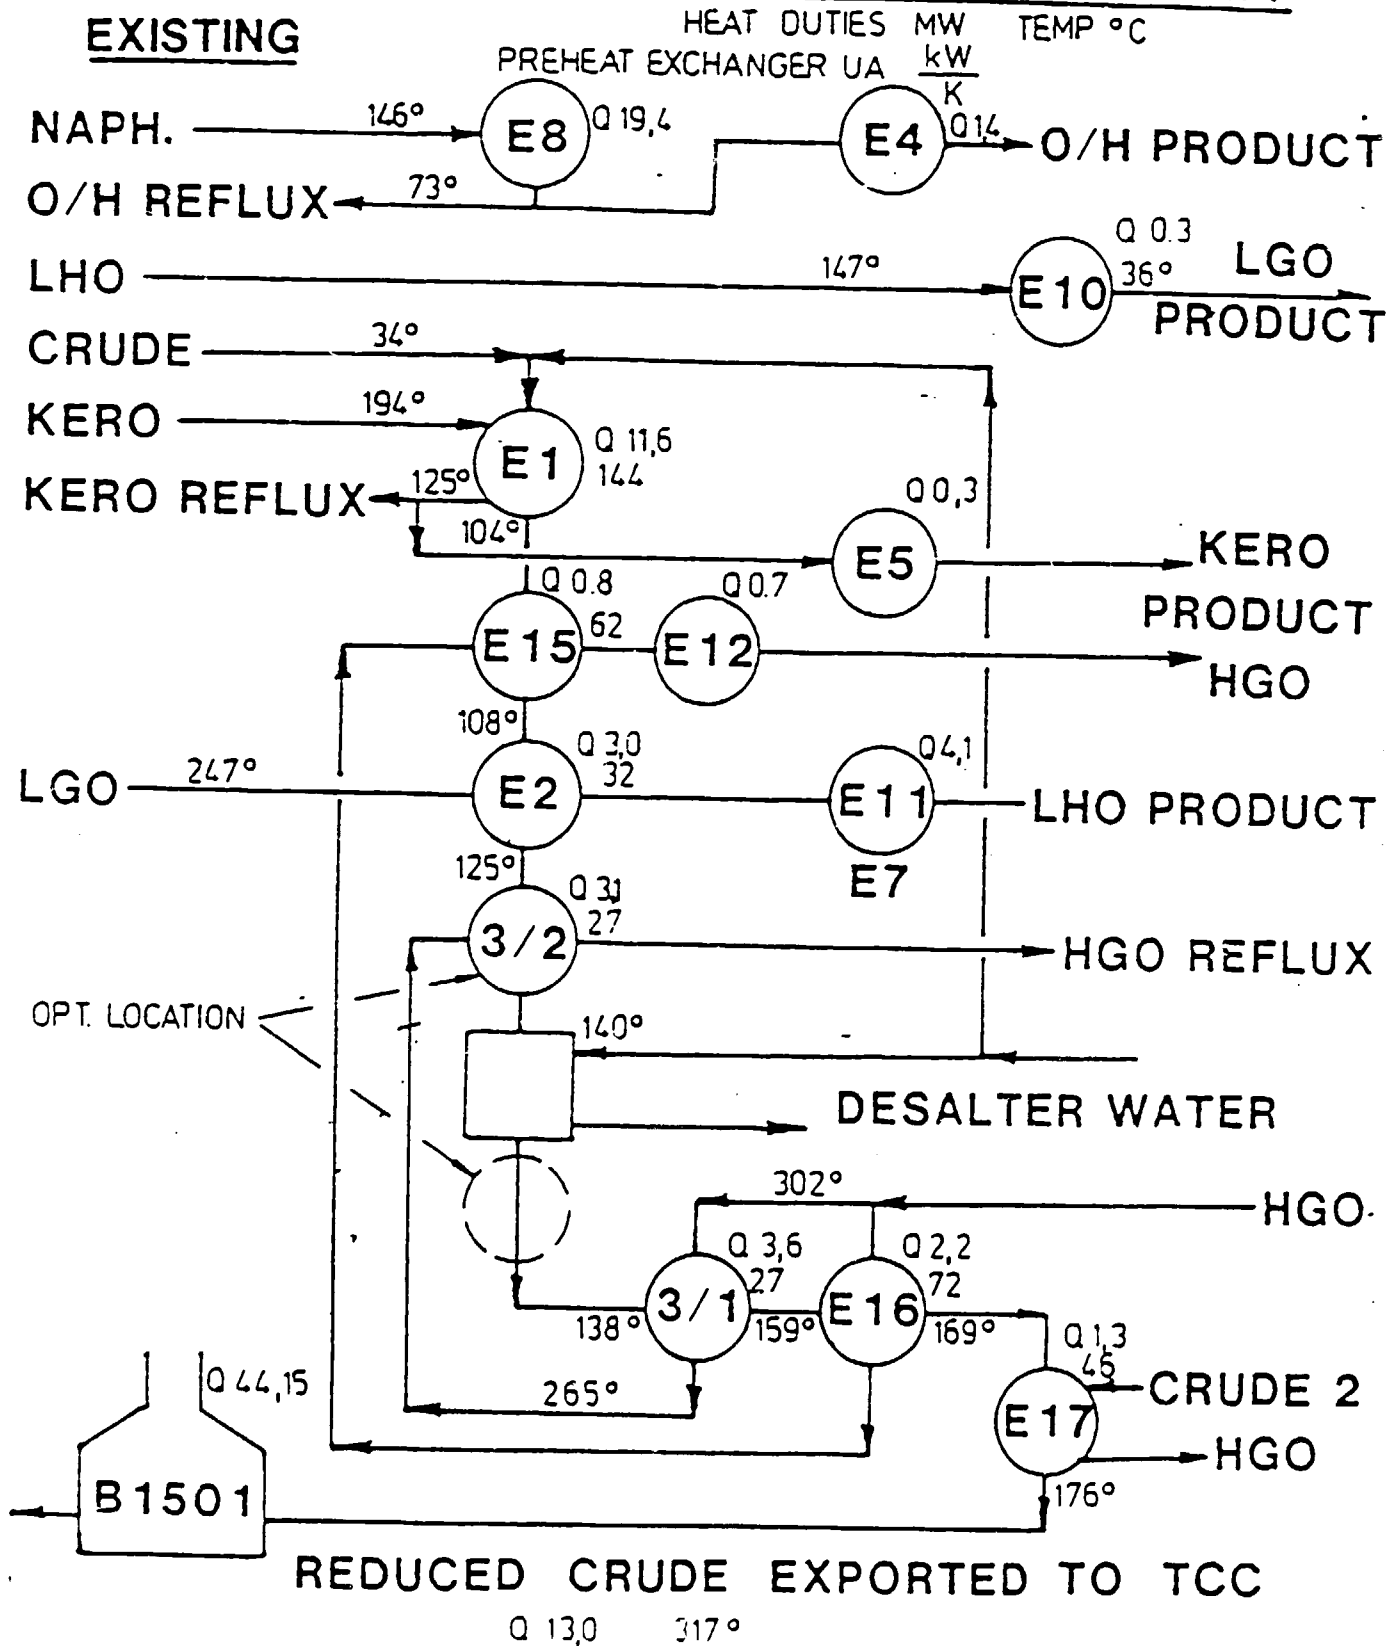 HEAT DUTIES MW TEMP °C
EXISTING
PREHEAT EXCHANGER UA kW/K
NAPH. 146° E8 Q 19,4 E4 Q 1,4 O/H PRODUCT
O/H REFLUX 73°
Q 0.3
LHO 147° E10 36° LGO
PRODUCT
CRUDE 34°
KERO 194°
E1 Q 11,6
144
KERO REFLUX 125°
Q 0,3
104°
E5 KERO
PRODUCT
Q 0.8 Q 0.7
E15 62 E12
HGO
108°
Q 3,0 Q 4,1
LGO 247° E2 32 E11 LHO PRODUCT
E7
125°
Q 3,1
3/2 27
HGO REFLUX
OPT. LOCATION
140°
DESALTER WATER
302°
HGO
Q 3,6 Q 2,2
27 72
3/1 E16
138° 159° 169°
Q 1,3
46
Q 44,15
265°
CRUDE 2
E17
HGO
B1501
176°
REDUCED CRUDE EXPORTED TO TCC
Q 13,0 317°